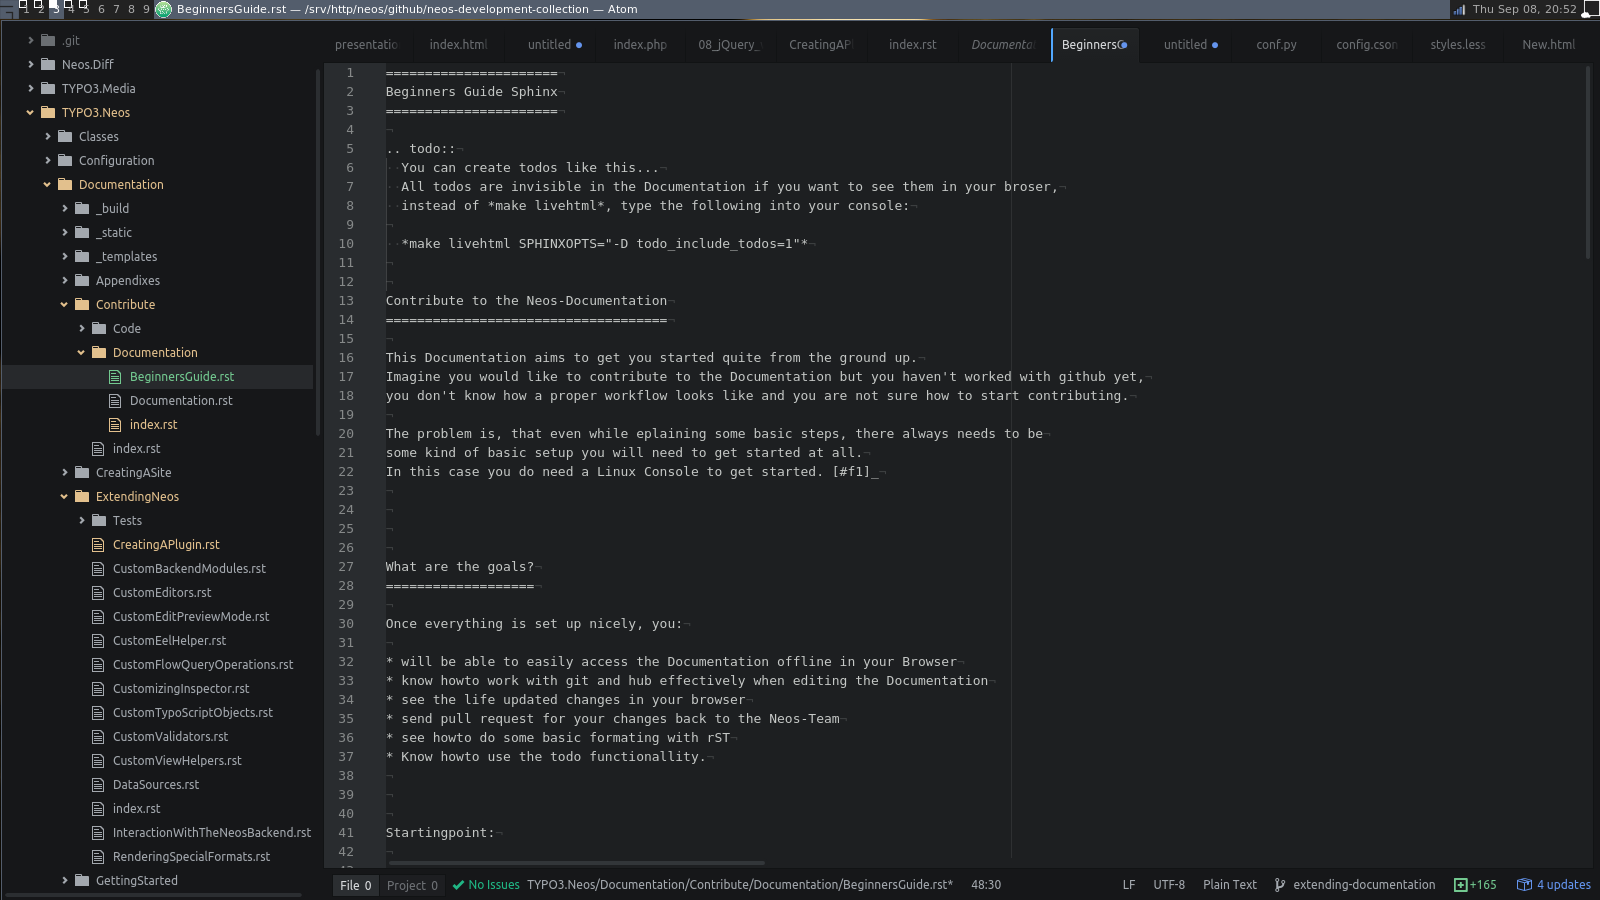 1 2 3 4 5 6 7 8 9 BeginnersGuide.rst — /srv/http/neos/github/neos-development-collection — Atom Thu Sep 08, 20:52
.git
Neos.Diff
TYPO3.Media
TYPO3.Neos
Classes
Configuration
Documentation
_build
_static
_templates
Appendixes
Contribute
Code
Documentation
BeginnersGuide.rst
Documentation.rst
index.rst
index.rst
CreatingASite
ExtendingNeos
Tests
CreatingAPlugin.rst
CustomBackendModules.rst
CustomEditors.rst
CustomEditPreviewMode.rst
CustomEelHelper.rst
CustomFlowQueryOperations.rst
CustomizingInspector.rst
CustomTypoScriptObjects.rst
CustomValidators.rst
CustomViewHelpers.rst
DataSources.rst
index.rst
InteractionWithTheNeosBackend.rst
RenderingSpecialFormats.rst
GettingStarted
presentatio index.html untitled index.php 08_jQuery_ CreatingAP index.rst Documenta BeginnersG untitled conf.py config.cson styles.less New.html
1 ======================¬
2 Beginners Guide Sphinx¬
3 ======================¬
4 ¬
5 .. todo::¬
6 ··You can create todos like this...¬
7 ··All todos are invisible in the Documentation if you want to see them in your broser,¬
8 ··instead of *make livehtml*, type the following into your console:¬
9 ¬
10 ··*make livehtml SPHINXOPTS="-D todo_include_todos=1"*¬
11 ¬
12 ¬
13 Contribute to the Neos-Documentation¬
14 ====================================¬
15 ¬
16 This Documentation aims to get you started quite from the ground up.¬
17 Imagine you would like to contribute to the Documentation but you haven't worked with github yet,¬
18 you don't know how a proper workflow looks like and you are not sure how to start contributing.¬
19 ¬
20 The problem is, that even while eplaining some basic steps, there always needs to be¬
21 some kind of basic setup you will need to get started at all.¬
22 In this case you do need a Linux Console to get started. [#f1]_¬
23 ¬
24 ¬
25 ¬
26 ¬
27 What are the goals?¬
28 ===================¬
29 ¬
30 Once everything is set up nicely, you:¬
31 ¬
32 * will be able to easily access the Documentation offline in your Browser¬
33 * know howto work with git and hub effectively when editing the Documentation¬
34 * see the life updated changes in your browser¬
35 * send pull request for your changes back to the Neos-Team¬
36 * see howto do some basic formating with rST¬
37 * Know howto use the todo functionallity.¬
38 ¬
39 ¬
40 ¬
41 Startingpoint:¬
42 ¬
File 0 Project 0 No Issues TYPO3.Neos/Documentation/Contribute/Documentation/BeginnersGuide.rst* 48:30 LF UTF-8 Plain Text extending-documentation +165 4 updates